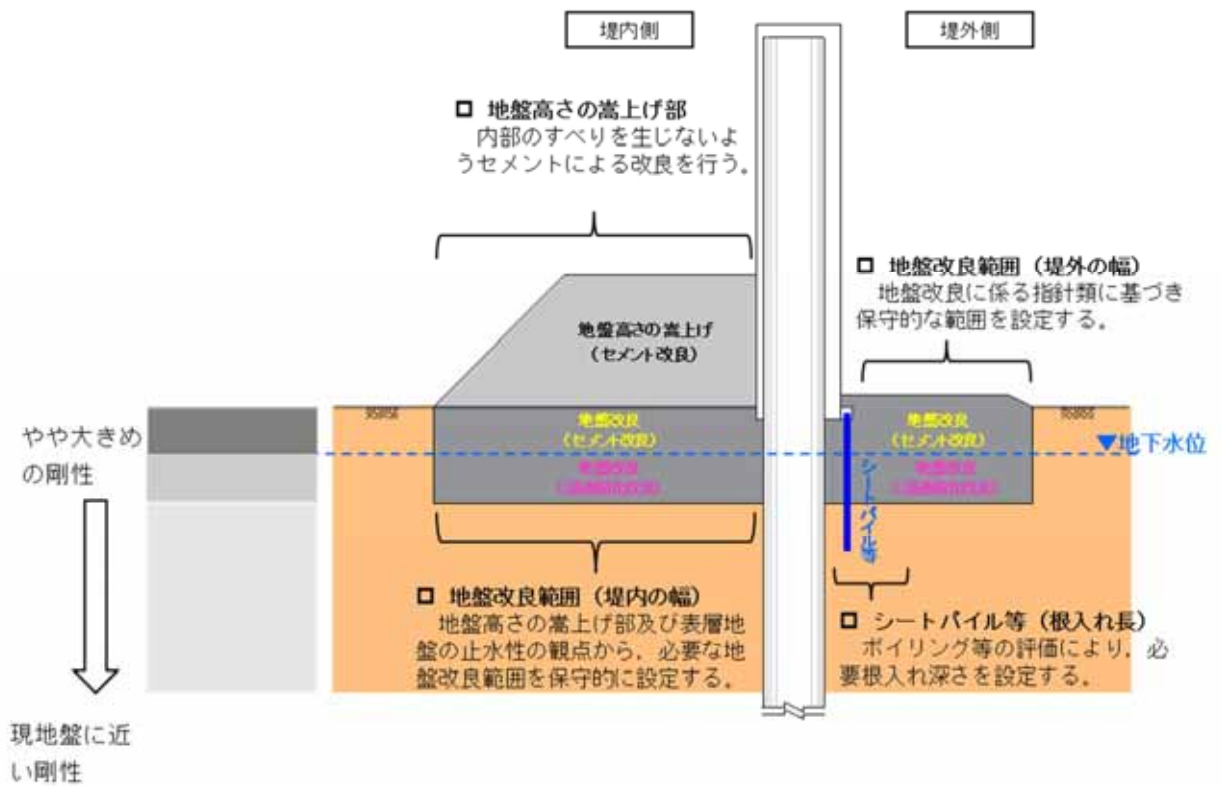 堤内側
堤外側
□ 地盤高さの嵩上げ部
内部のすべりを生じないよ
うセメントによる改良を行う。
□ 地盤改良範囲（堤外の幅）
地盤改良に係る指針類に基づき
保守的な範囲を設定する。
地盤高さの嵩上げ
（セメント改良）
やや大きめ
の剛性
地盤改良
（セメント改良）
地盤改良
地盤改良
（セメント改良）
地盤改良
▼地下水位
シートパイル等
□ 地盤改良範囲（堤内の幅）
地盤高さの嵩上げ部及び表層地
盤の止水性の観点から，必要な地
盤改良範囲を保守的に設定する。
□ シートパイル等（根入れ長）
ボイリング等の評価により，必
要根入れ深さを設定する。
現地盤に近
い剛性